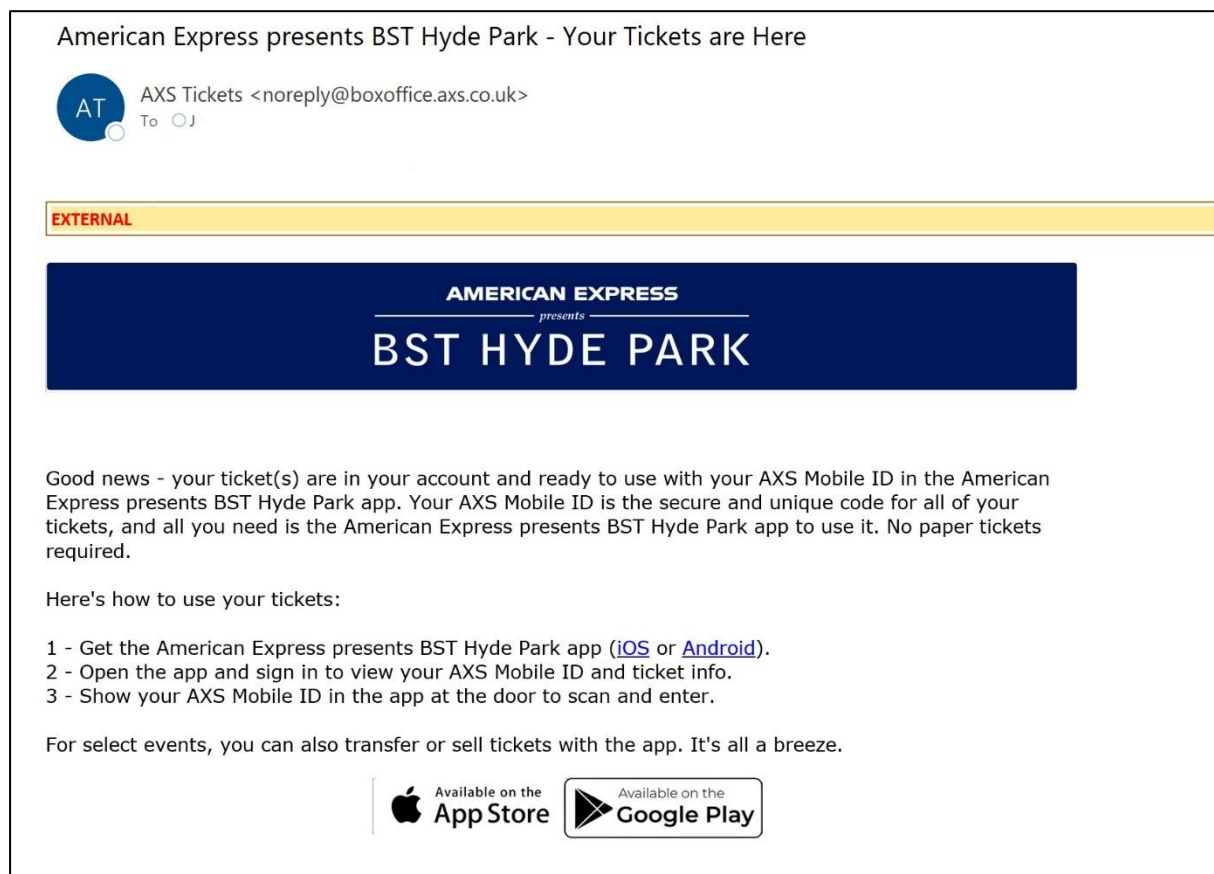 American Express presents BST Hyde Park - Your Tickets are Here
AT
AXS Tickets <noreply@boxoffice.axs.co.uk>
To J
EXTERNAL
AMERICAN EXPRESS
presents
BST HYDE PARK
Good news - your ticket(s) are in your account and ready to use with your AXS Mobile ID in the American
Express presents BST Hyde Park app. Your AXS Mobile ID is the secure and unique code for all of your
tickets, and all you need is the American Express presents BST Hyde Park app to use it. No paper tickets
required.
Here's how to use your tickets:
1 - Get the American Express presents BST Hyde Park app (iOS or Android).
2 - Open the app and sign in to view your AXS Mobile ID and ticket info.
3 - Show your AXS Mobile ID in the app at the door to scan and enter.
For select events, you can also transfer or sell tickets with the app. It's all a breeze.
Available on the
App Store
Available on the
Google Play